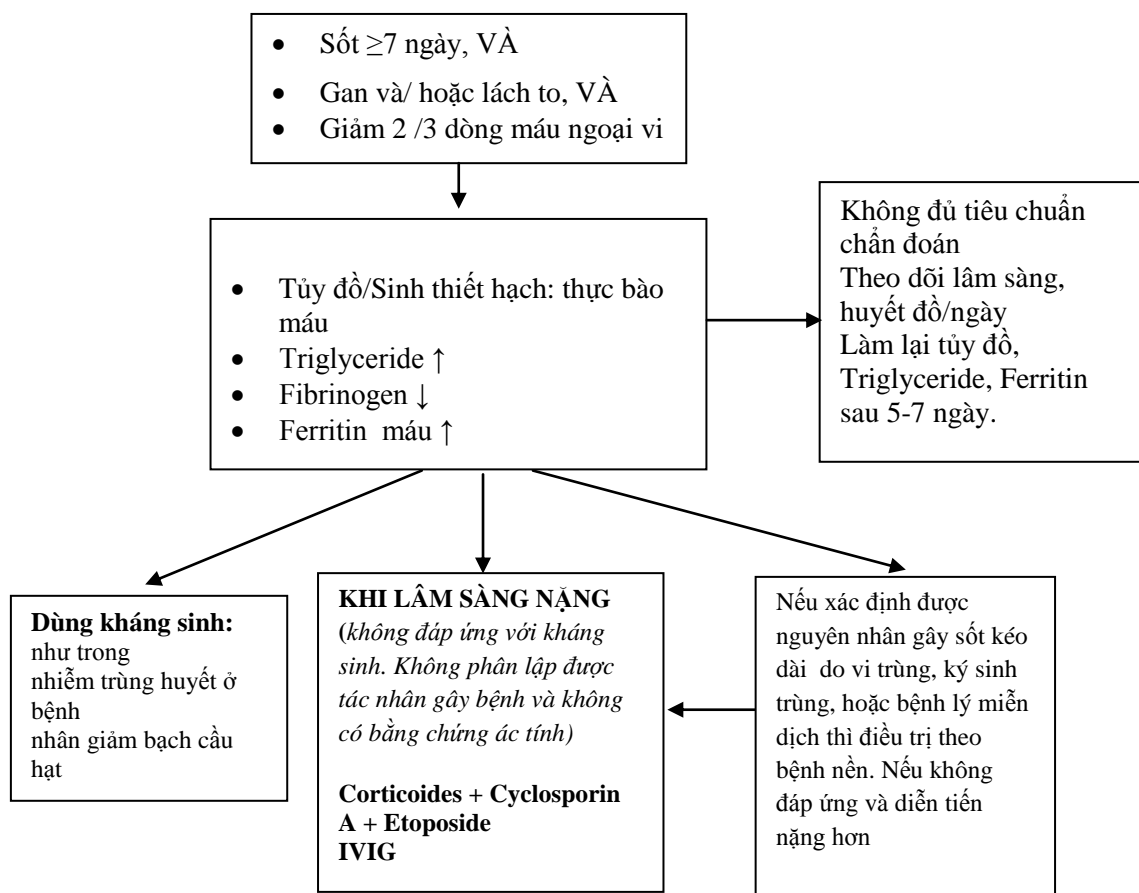 • Sốt ≥7 ngày, VÀ
• Gan và/ hoặc lách to, VÀ
• Giảm 2 /3 dòng máu ngoại vi
• Tủy đồ/Sinh thiết hạch: thực bào
máu
• Triglyceride ↑
• Fibrinogen ↓
• Ferritin máu ↑
Không đủ tiêu chuẩn
chẩn đoán
Theo dõi lâm sàng,
huyết đồ/ngày
Làm lại tủy đồ,
Triglyceride, Ferritin
sau 5-7 ngày.
Dùng kháng sinh:
như trong
nhiễm trùng huyết ở
bệnh
nhân giảm bạch cầu
hạt
KHI LÂM SÀNG NẶNG
(không đáp ứng với kháng
sinh. Không phân lập được
tác nhân gây bệnh và không
có bằng chứng ác tính)
Corticoides + Cyclosporin
A + Etoposide
IVIG
Nếu xác định được
nguyên nhân gây sốt kéo
dài do vi trùng, ký sinh
trùng, hoặc bệnh lý miễn
dịch thì điều trị theo
bệnh nền. Nếu không
đáp ứng và diễn tiến
nặng hơn